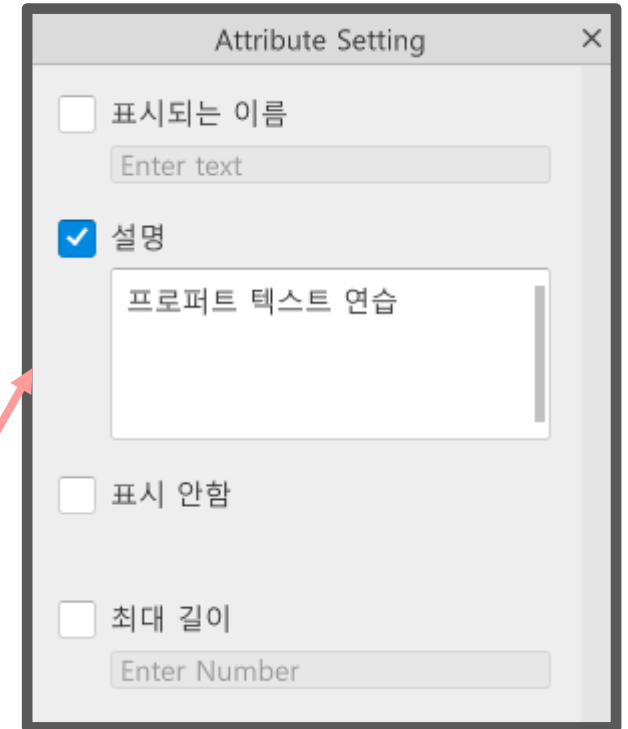 Attribute Setting
표시되는 이름
Enter text
설명
프로퍼트 텍스트 연습
표시 안함
최대 길이
Enter Number